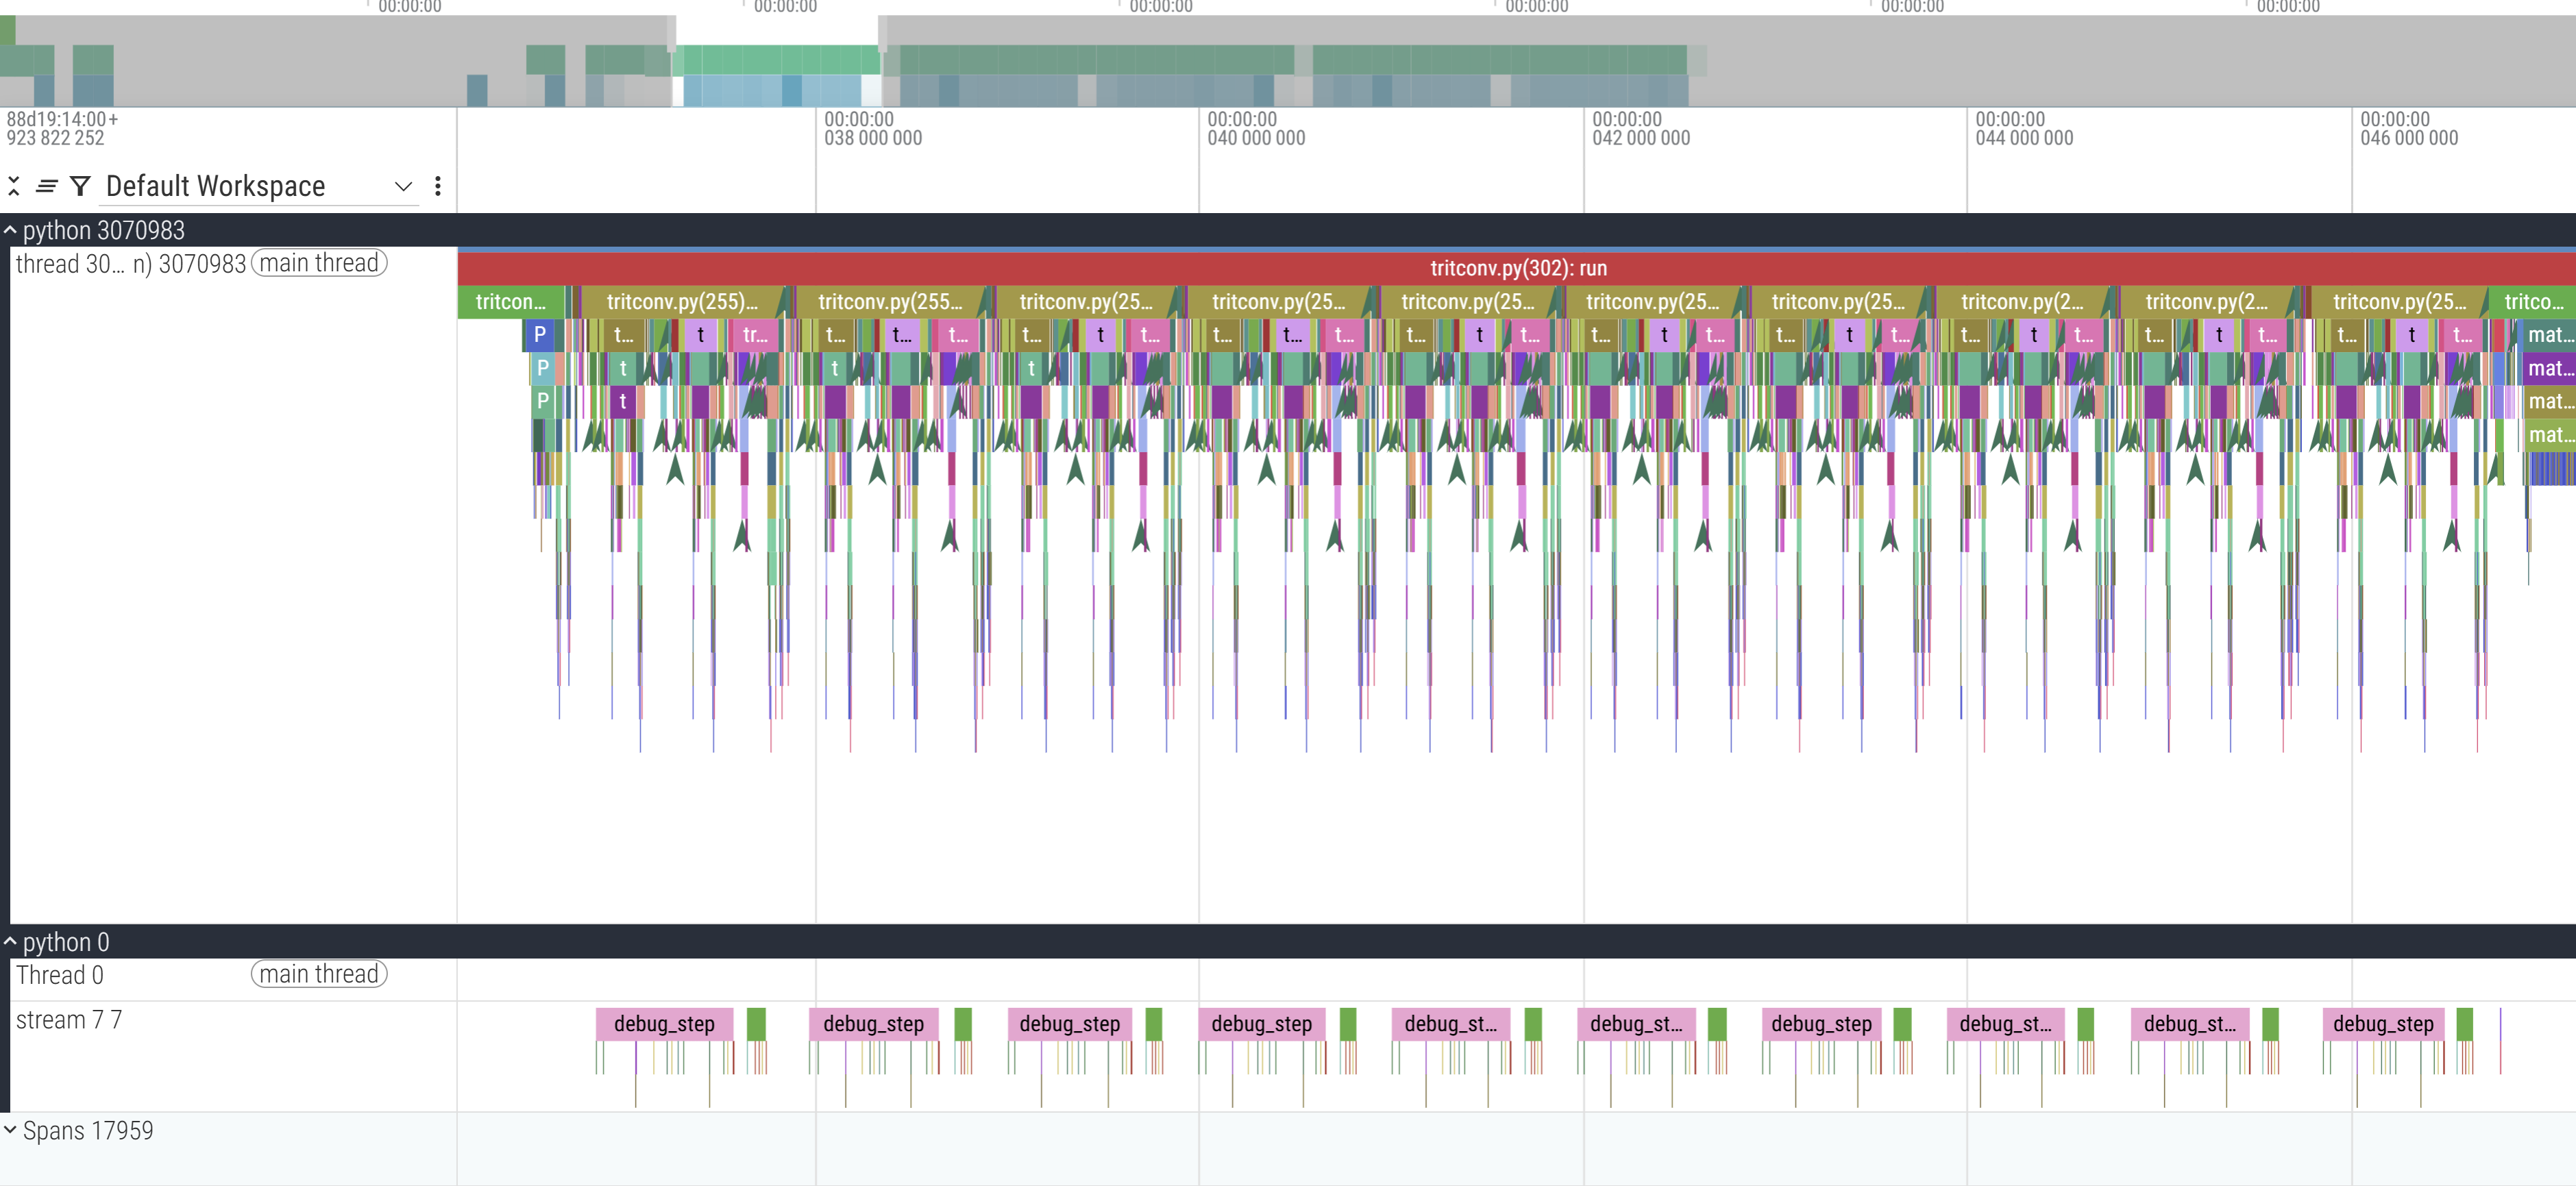 00:00:00 00:00:00 00:00:00 00:00:00 00:00:00 00:00:00
88d19:14:00+ 00:00:00 00:00:00 00:00:00 00:00:00 00:00:00
923 822 252 038 000 000 040 000 000 042 000 000 044 000 000 046 000 000
Default Workspace
python 3070983
thread 30... n) 3070983 main thread
tritconv.py(302): run
tritcon... tritconv.py(255)... tritconv.py(255... tritconv.py(25... tritconv.py(25... tritconv.py(25... tritconv.py(25... tritconv.py(25... tritconv.py(2... tritconv.py(2... tritconv.py(25... tritco...
P t... t tr... t... t... t... t... t t... t... t... t... t... t t... t... t t... t... t t... t... t t... t... t t... t... t t... mat...
P t t t mat...
P t mat...
mat...
python 0
Thread 0 main thread
stream 7 7
debug_step debug_step debug_step debug_step debug_st... debug_st... debug_step debug_st... debug_st... debug_step
Spans 17959